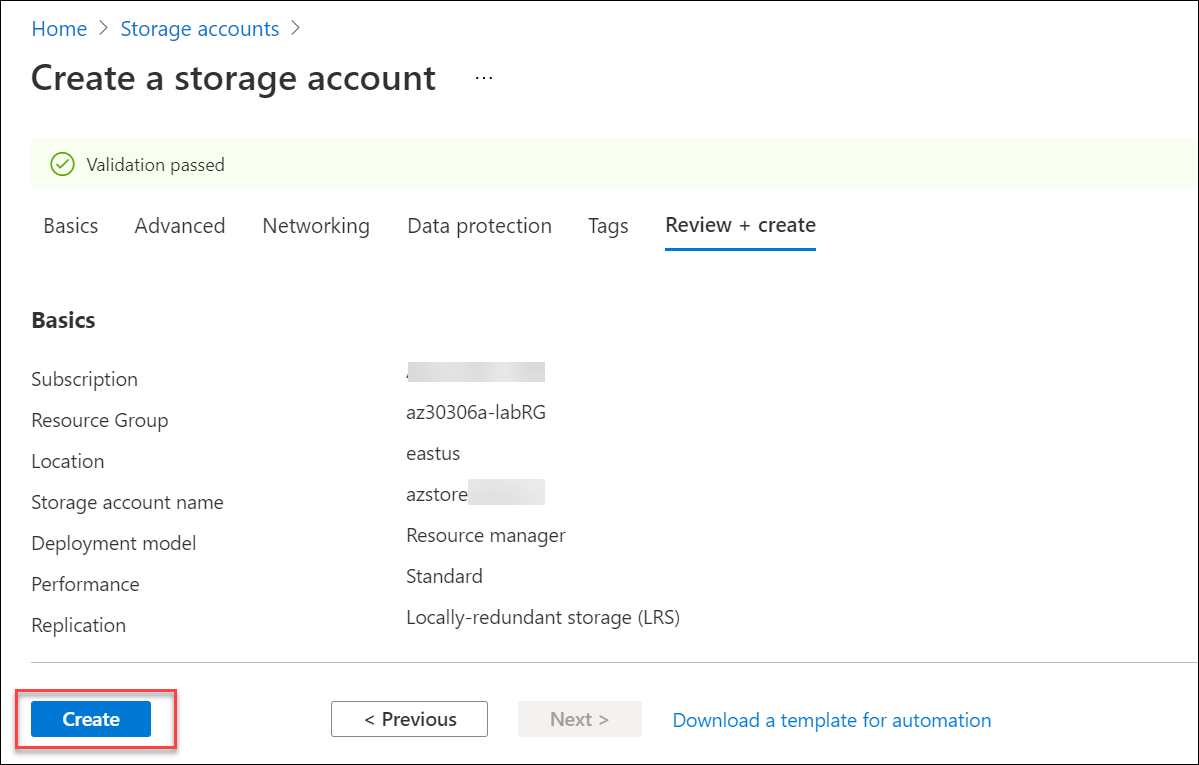 Home > Storage accounts >
Create a storage account ...
Validation passed
Basics Advanced Networking Data protection Tags Review + create
Basics
Subscription
Resource Group az30306a-labRG
Location eastus
Storage account name azstore
Deployment model Resource manager
Performance Standard
Replication Locally-redundant storage (LRS)
Create < Previous Next > Download a template for automation